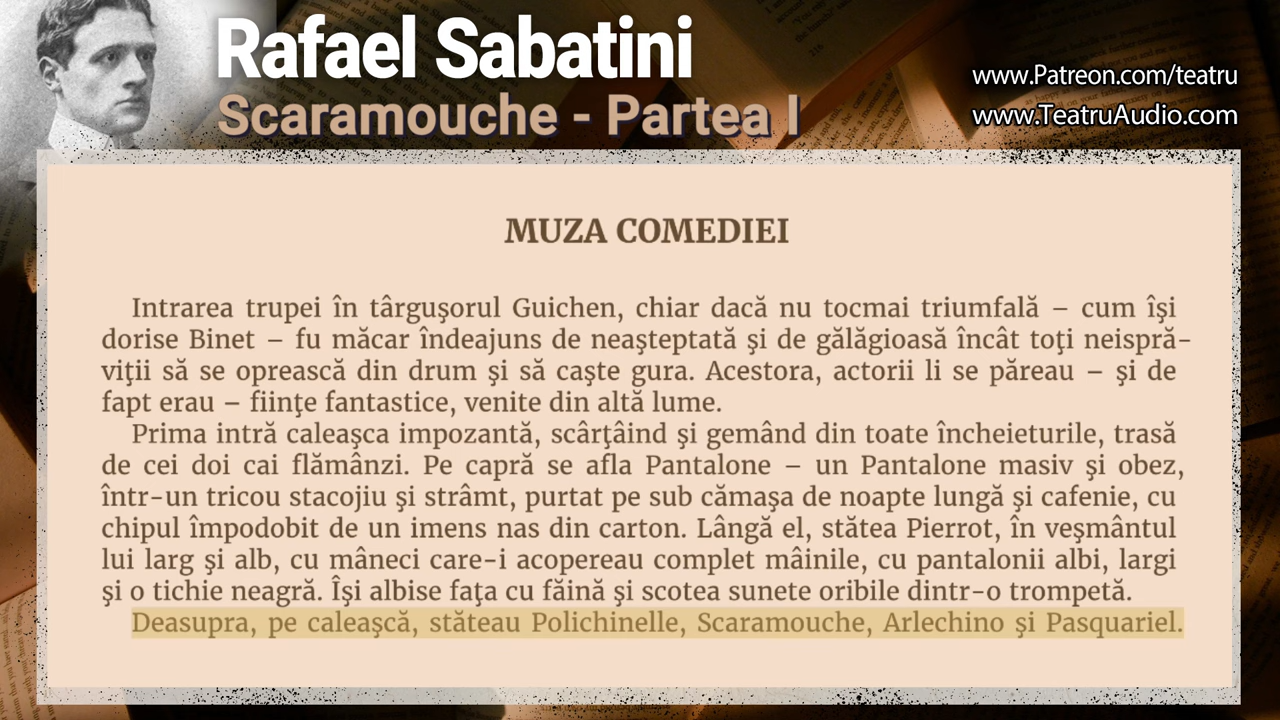 Rafael Sabatini
Scaramouche - Partea I
www.Patreon.com/teatru
www.TeatruAudio.com
MUZA COMEDIEI
Intrarea trupei în târguşorul Guichen, chiar dacă nu tocmai triumfală – cum îşi
dorise Binet – fu măcar îndeajuns de neaşteptată şi de gălăgioasă încât toţi neispră-
viţii să se oprească din drum şi să caşte gura. Acestora, actorii li se păreau – şi de
fapt erau – fiinţe fantastice, venite din altă lume.
Prima intră caleaşca impozantă, scârţâind şi gemând din toate încheieturile, trasă
de cei doi cai flămânzi. Pe capră se afla Pantalone – un Pantalone masiv şi obez,
într-un tricou stacojiu şi strâmt, purtat pe sub cămaşa de noapte lungă şi cafenie, cu
chipul împodobit de un imens nas din carton. Lângă el, stătea Pierrot, în veşmântul
lui larg şi alb, cu mâneci care-i acopereau complet mâinile, cu pantalonii albi, largi
şi o tichie neagră. Îşi albise faţa cu făină şi scotea sunete oribile dintr-o trompetă.
Deasupra, pe caleaşcă, stăteau Polichinelle, Scaramouche, Arlechino şi Pasquariel.